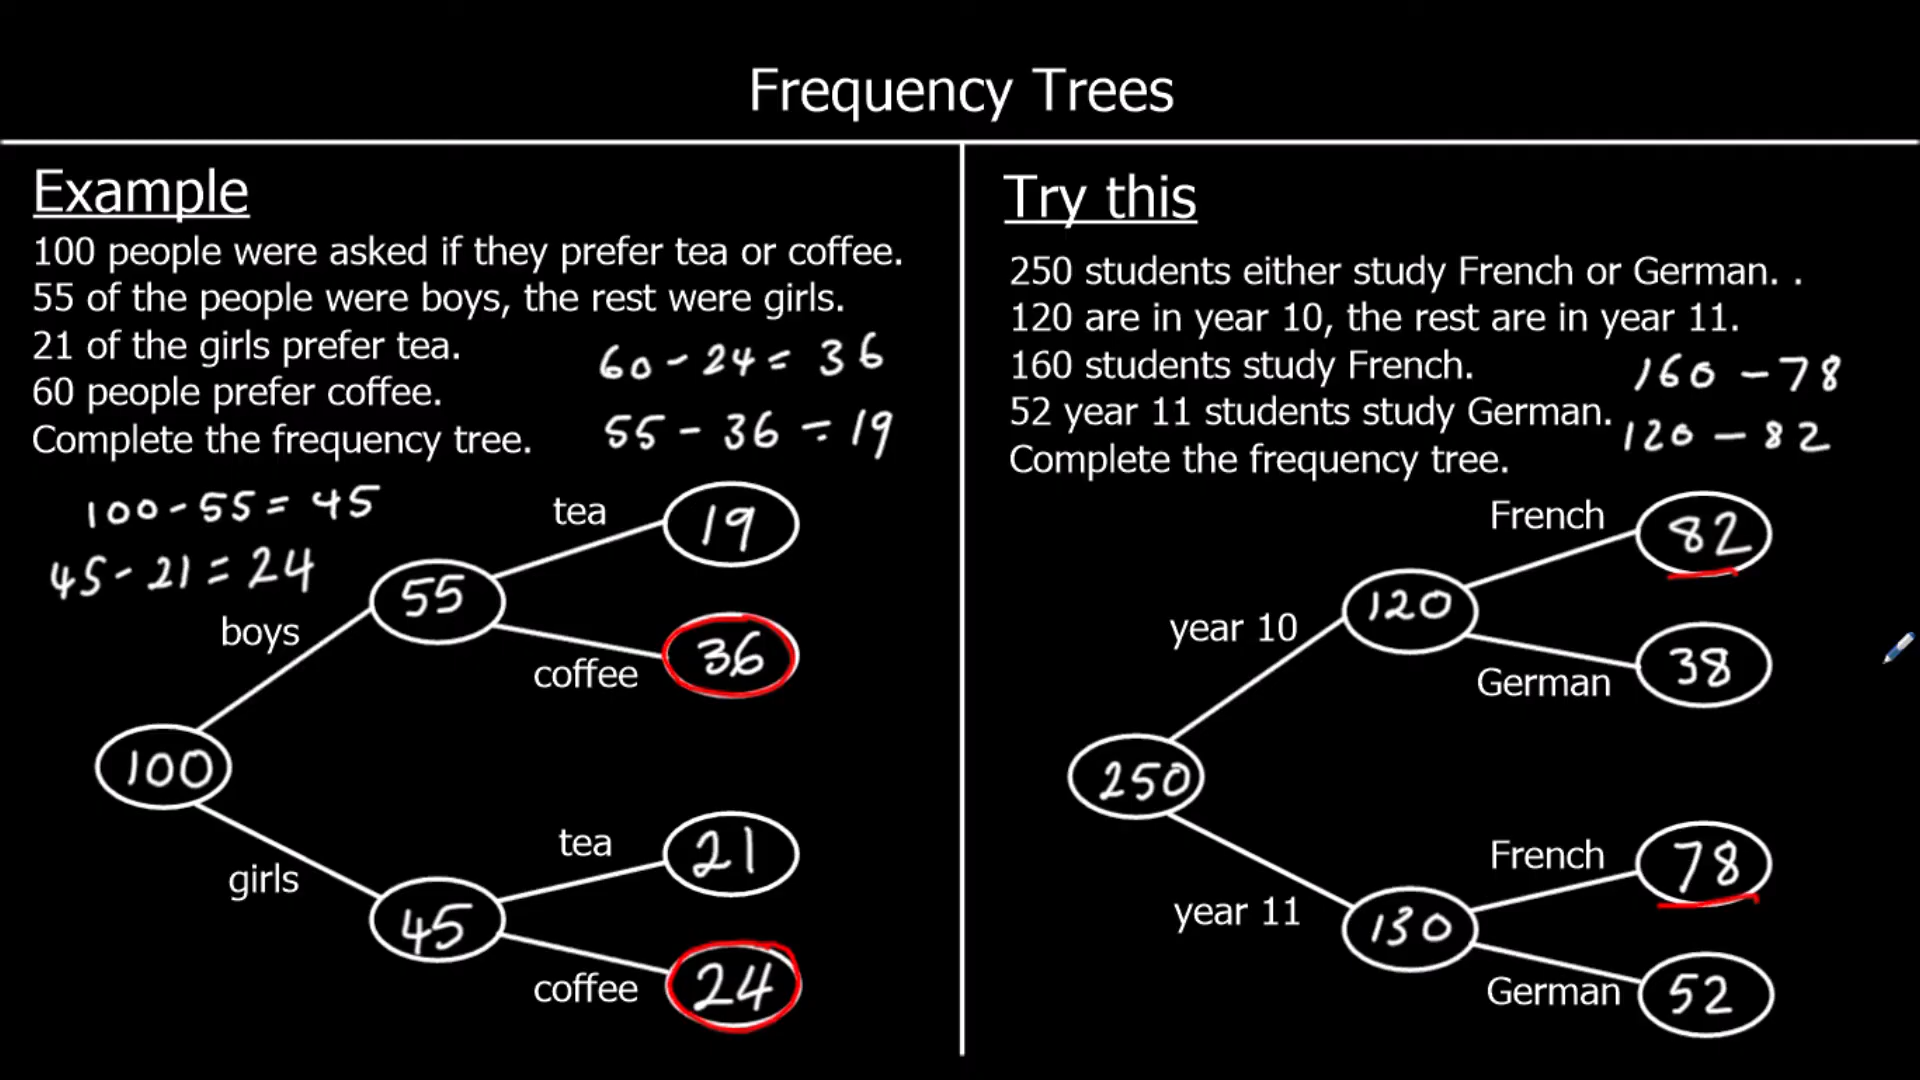 Frequency Trees
Example
100 people were asked if they prefer tea or coffee.
55 of the people were boys, the rest were girls.
21 of the girls prefer tea.
60 people prefer coffee.
Complete the frequency tree.
60 - 24 = 36
55 - 36 = 19
100 - 55 = 45
45 - 21 = 24
tea
19
boys
55
coffee
36
100
girls
45
tea
21
coffee
24
Try this
250 students either study French or German. .
120 are in year 10, the rest are in year 11.
160 students study French.
52 year 11 students study German.
Complete the frequency tree.
160 - 78
120 - 82
French
82
year 10
120
German
38
250
year 11
130
French
78
German
52